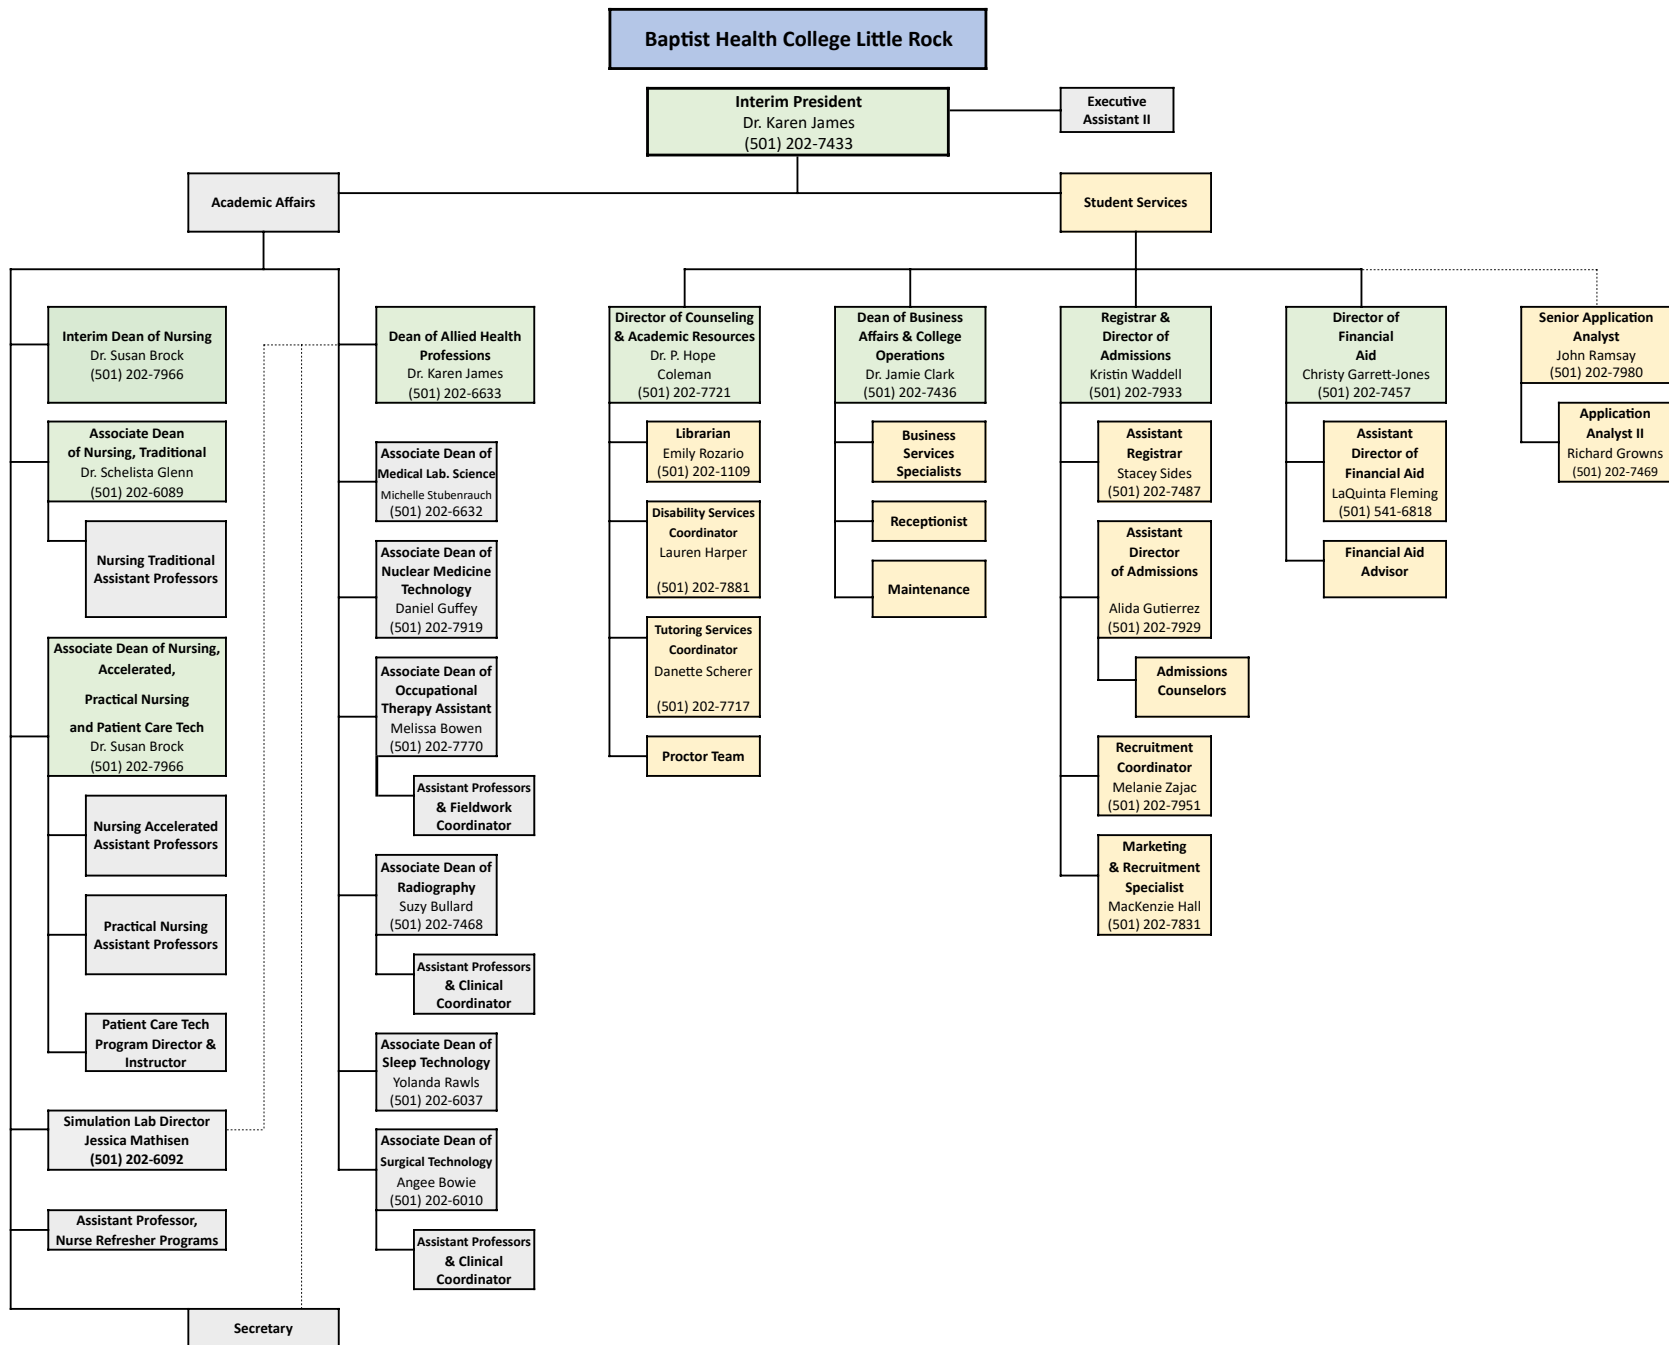 Baptist Health College Little Rock
Interim President
Dr. Karen James
(501) 202-7433
Executive
Assistant II
Academic Affairs
Student Services
Interim Dean of Nursing
Dr. Susan Brock
(501) 202-7966
Associate Dean
of Nursing, Traditional
Dr. Schelista Glenn
(501) 202-6089
Nursing Traditional
Assistant Professors
Associate Dean of Nursing,
Accelerated,
Practical Nursing
and Patient Care Tech
Dr. Susan Brock
(501) 202-7966
Nursing Accelerated
Assistant Professors
Practical Nursing
Assistant Professors
Patient Care Tech
Program Director &
Instructor
Simulation Lab Director
Jessica Mathisen
(501) 202-6092
Assistant Professor,
Nurse Refresher Programs
Secretary
Dean of Allied Health
Professions
Dr. Karen James
(501) 202-6633
Associate Dean of
Medical Lab. Science
Michelle Stubenrauch
(501) 202-6632
Associate Dean of
Nuclear Medicine
Technology
Daniel Guffey
(501) 202-7919
Associate Dean of
Occupational
Therapy Assistant
Melissa Bowen
(501) 202-7770
Assistant Professors
& Fieldwork
Coordinator
Associate Dean of
Radiography
Suzy Bullard
(501) 202-7468
Assistant Professors
& Clinical
Coordinator
Associate Dean of
Sleep Technology
Yolanda Rawls
(501) 202-6037
Associate Dean of
Surgical Technology
Angee Bowie
(501) 202-6010
Assistant Professors
& Clinical
Coordinator
Director of Counseling
& Academic Resources
Dr. P. Hope
Coleman
(501) 202-7721
Librarian
Emily Rozario
(501) 202-1109
Disability Services
Coordinator
Lauren Harper
(501) 202-7881
Tutoring Services
Coordinator
Danette Scherer
(501) 202-7717
Proctor Team
Dean of Business
Affairs & College
Operations
Dr. Jamie Clark
(501) 202-7436
Business
Services
Specialists
Receptionist
Maintenance
Registrar &
Director of
Admissions
Kristin Waddell
(501) 202-7933
Assistant
Registrar
Stacey Sides
(501) 202-7487
Assistant
Director
of Admissions
Alida Gutierrez
(501) 202-7929
Admissions
Counselors
Recruitment
Coordinator
Melanie Zajac
(501) 202-7951
Marketing
& Recruitment
Specialist
MacKenzie Hall
(501) 202-7831
Director of
Financial
Aid
Christy Garrett-Jones
(501) 202-7457
Assistant
Director of
Financial Aid
LaQuinta Fleming
(501) 541-6818
Financial Aid
Advisor
Senior Application
Analyst
John Ramsay
(501) 202-7980
Application
Analyst II
Richard Growns
(501) 202-7469